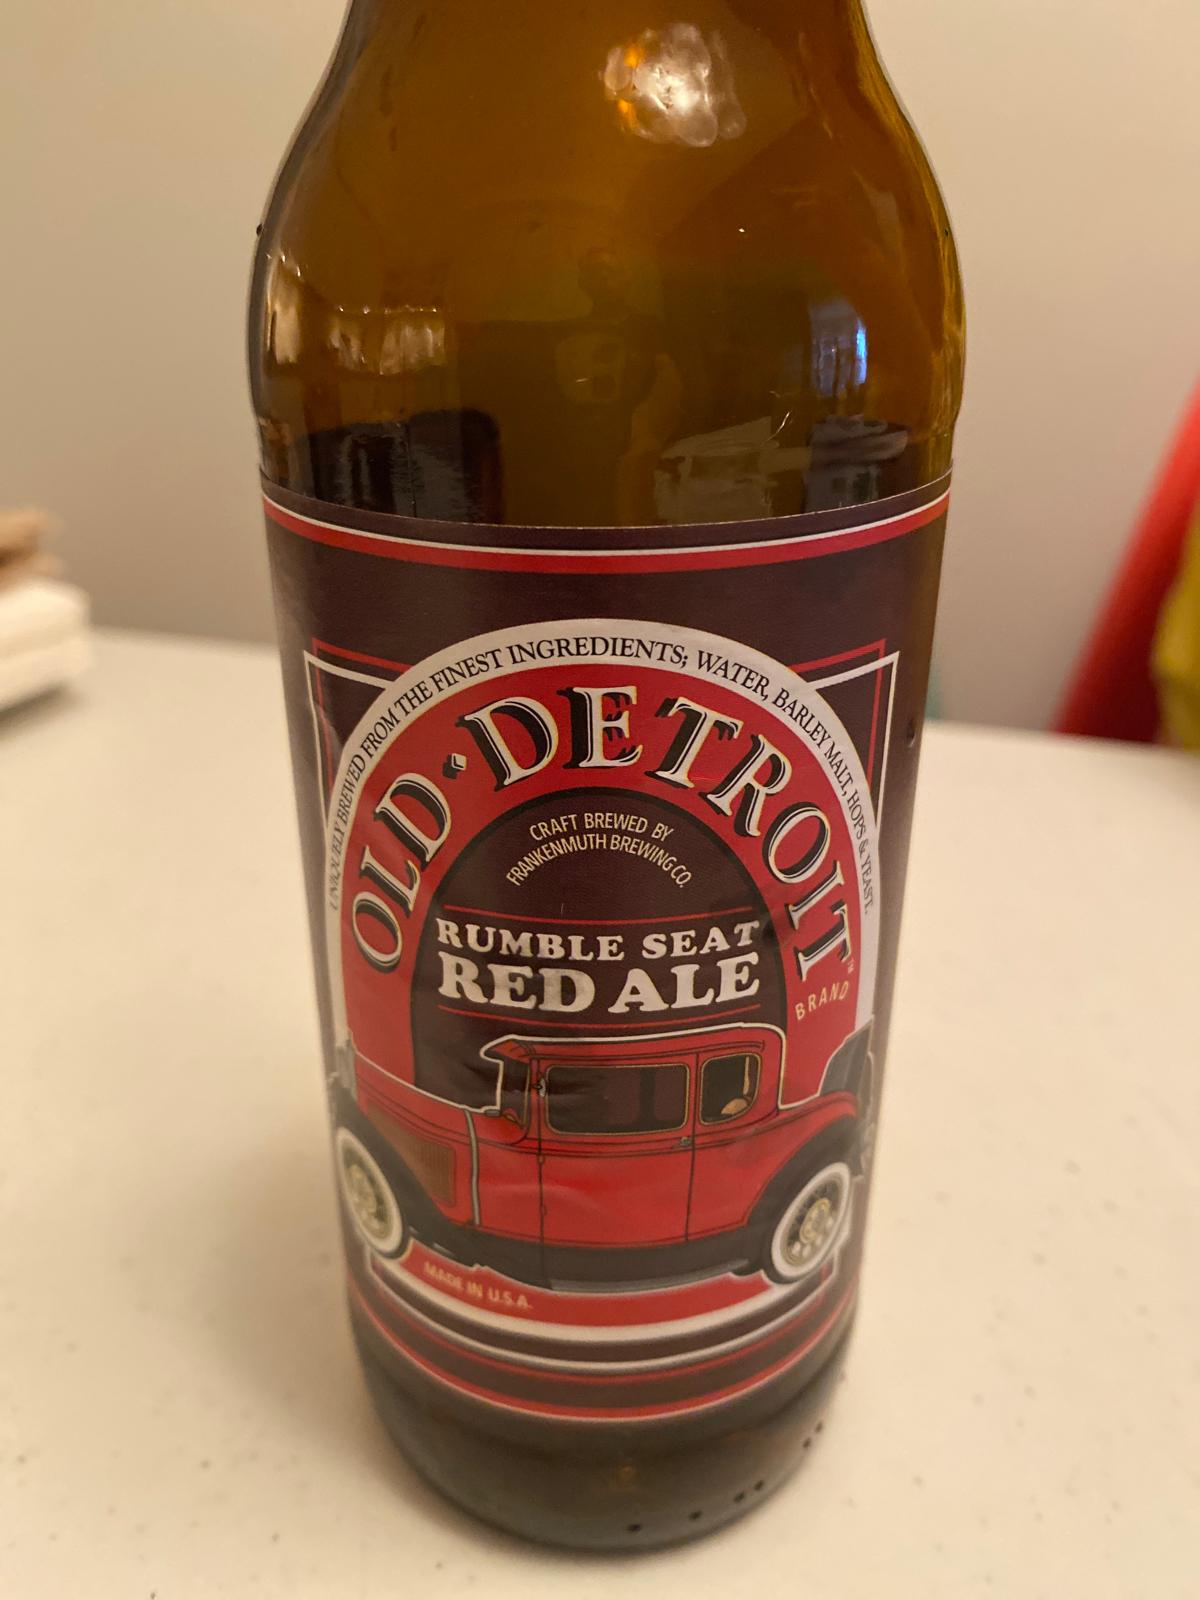 UNIQUELY BREWED FROM THE FINEST INGREDIENTS; WATER, BARLEY MALT, HOPS & YEAST.
OLD · DETROIT
BRAND
CRAFT BREWED BY
FRANKENMUTH BREWING CO.
RUMBLE SEAT
RED ALE
MADE IN U.S.A.